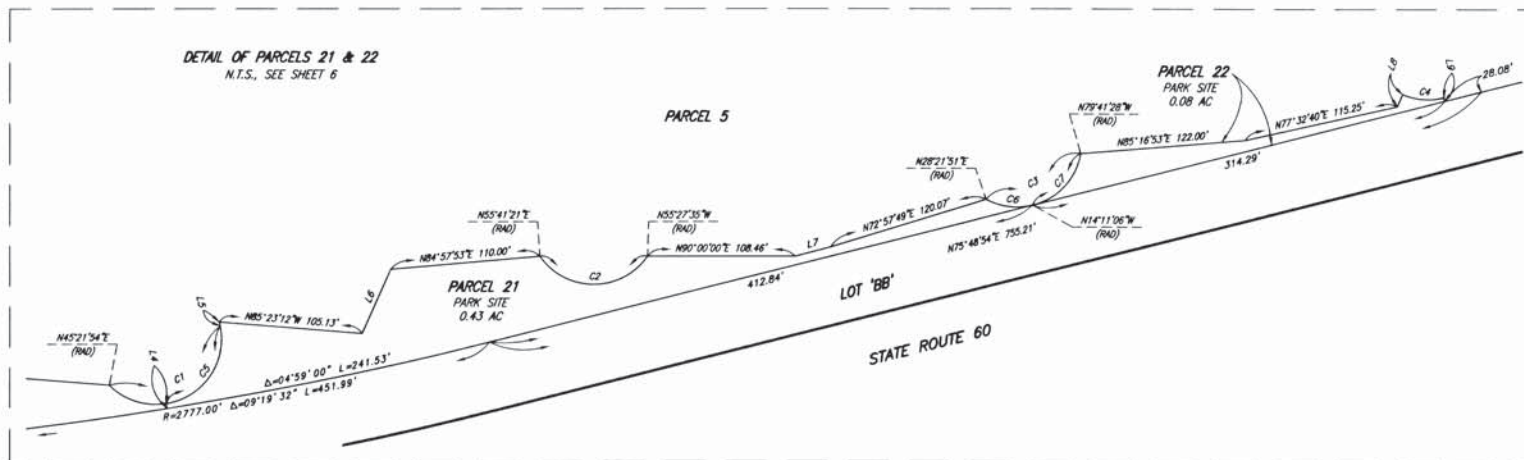 DETAIL OF PARCELS 21 & 22
N.T.S., SEE SHEET 6
PARCEL 5
PARCEL 22
PARK SITE
0.08 AC
L8
C4
L9
28.08'
N79°41'28"W
(RAD)
N85°16'53"E 122.00'
N77°32'40"E 115.25'
314.29'
N28°21'51"E
(RAD)
C3
C7
C6
N14°11'06"W
(RAD)
N72°57'49"E 120.07'
N75°48'54"E 755.21'
L7
N55°41'21"E
(RAD)
N55°27'35"W
(RAD)
N90°00'00"E 108.46'
C2
N84°57'53"E 110.00'
412.84'
PARCEL 21
PARK SITE
0.43 AC
L6
LOT 'BB'
STATE ROUTE 60
L5
N85°23'12"W 105.13'
N45°21'54"E
(RAD)
L4
C1
C5
Δ=04°59'00" L=241.53'
R=2777.00' Δ=09°19'32" L=451.99'